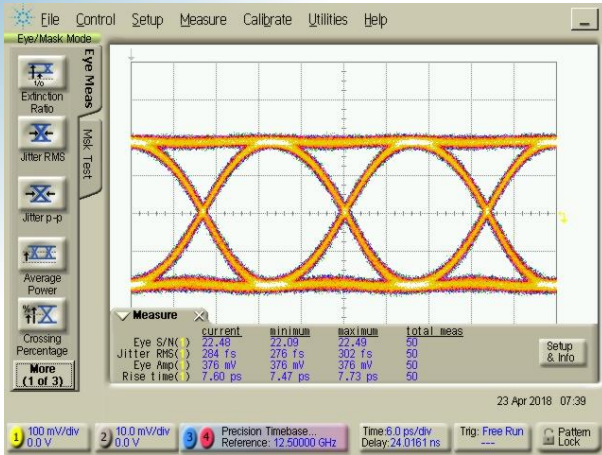 File Control Setup Measure Calibrate Utilities Help
Eye/Mask Mode
Eye Meas
Msk Test
Extinction
Ratio
Jitter RMS
Jitter p-p
Average
Power
Crossing
Percentage
More
(1 of 3)
Measure
current minimum maximum total meas
Eye S/N(1) 22.48 22.09 22.49 50
Jitter RMS(1) 284 fs 276 fs 302 fs 50
Eye Amp(1) 376 mV 376 mV 376 mV 50
Rise time(1) 7.60 ps 7.47 ps 7.73 ps 50
Setup
& Info
23 Apr 2018 07:39
1 100 mV/div
0.0 V
2 10.0 mV/div
0.0 V
3 4 Precision Timebase...
Reference: 12.50000 GHz
Time:6.0 ps/div
Delay:24.0161 ns
Trig: Free Run
---
Pattern
Lock